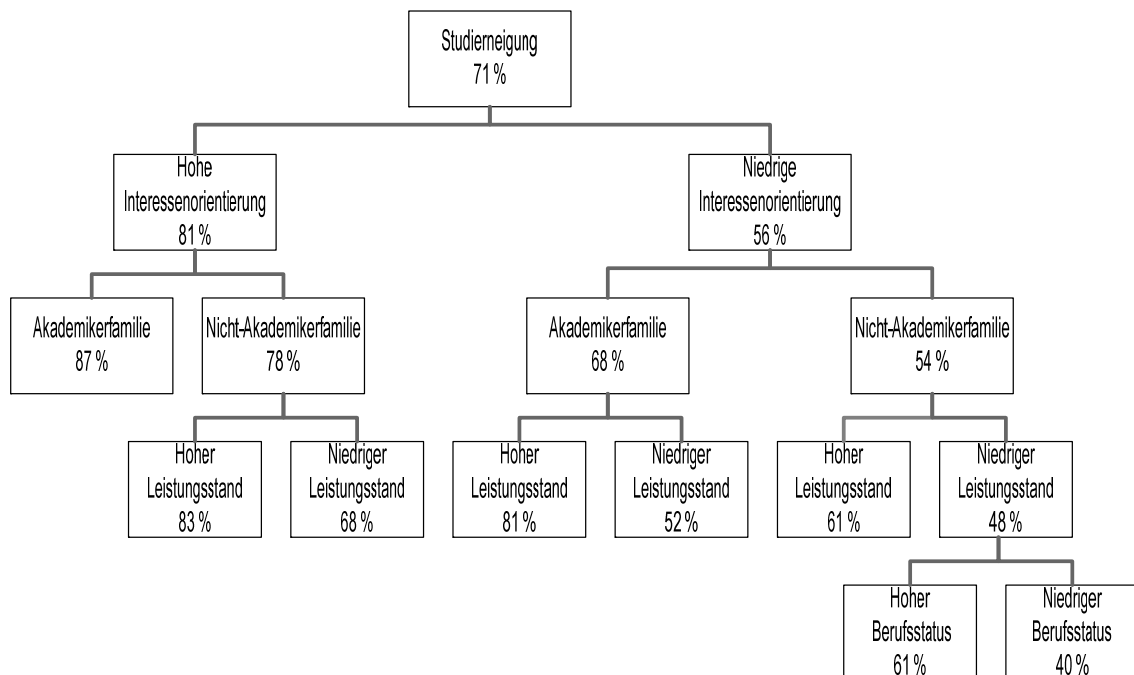 Studierneigung
71 %
Hohe
Interessenorientierung
81 %
Niedrige
Interessenorientierung
56 %
Akademikerfamilie
87 %
Nicht-Akademikerfamilie
78 %
Akademikerfamilie
68 %
Nicht-Akademikerfamilie
54 %
Hoher
Leistungsstand
83 %
Niedriger
Leistungsstand
68 %
Hoher
Leistungsstand
81 %
Niedriger
Leistungsstand
52 %
Hoher
Leistungsstand
61 %
Niedriger
Leistungsstand
48 %
Hoher
Berufsstatus
61 %
Niedriger
Berufsstatus
40 %